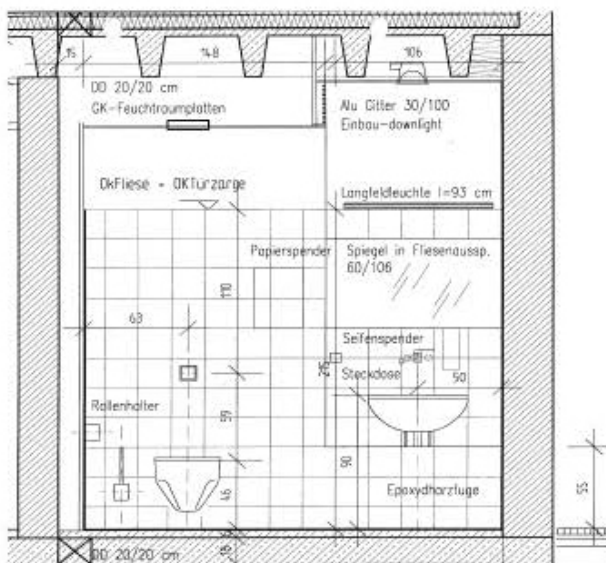 15
148
106
DD 20/20 cm
GK-Feuchtraumplatten
Alu Gitter 30/100
Einbau-downlight
OkFliese = OKTürzarge
Langfeldleuchte l=93 cm
Papierspender
Spiegel in Fliesenaussp.
60/106
110
63
Seifenspender
215
Steckdose
50
Rollenhalter
59
90
46
Epoxydharzfuge
55
18
DD 20/20 cm